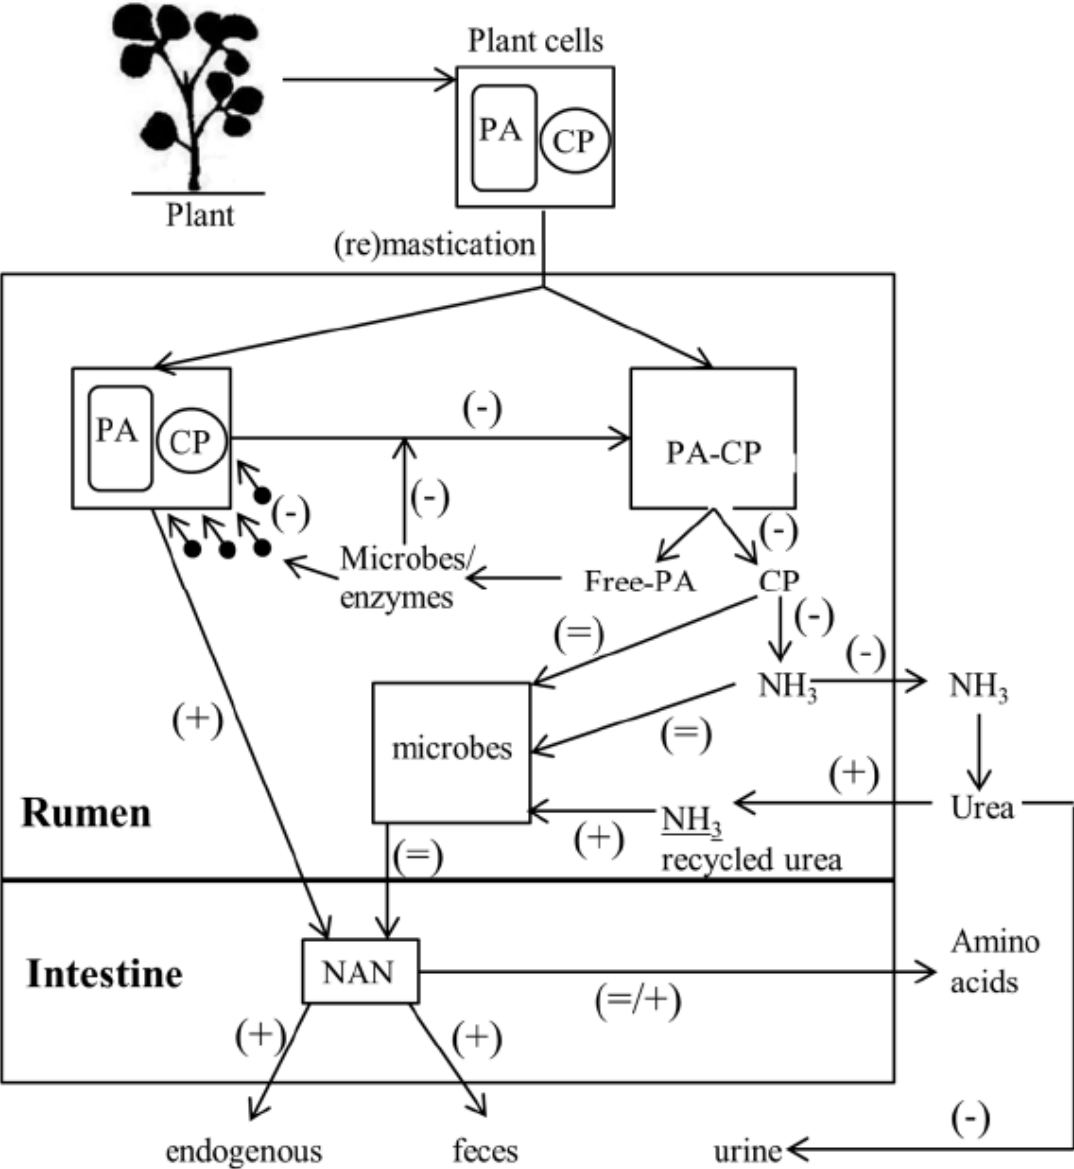 Plant cells
PA
CP
Plant
(re)mastication
PA
CP
(-)
PA-CP
(-)
(-)
(-)
Microbes/
enzymes
Free-PA
CP
(-)
(=)
(-)
NH3
NH3
(+)
(=)
microbes
(+)
Rumen
Urea
NH3
recycled urea
(+)
(=)
Amino
acids
Intestine
NAN
(=/+)
(+)
(+)
(-)
endogenous
feces
urine